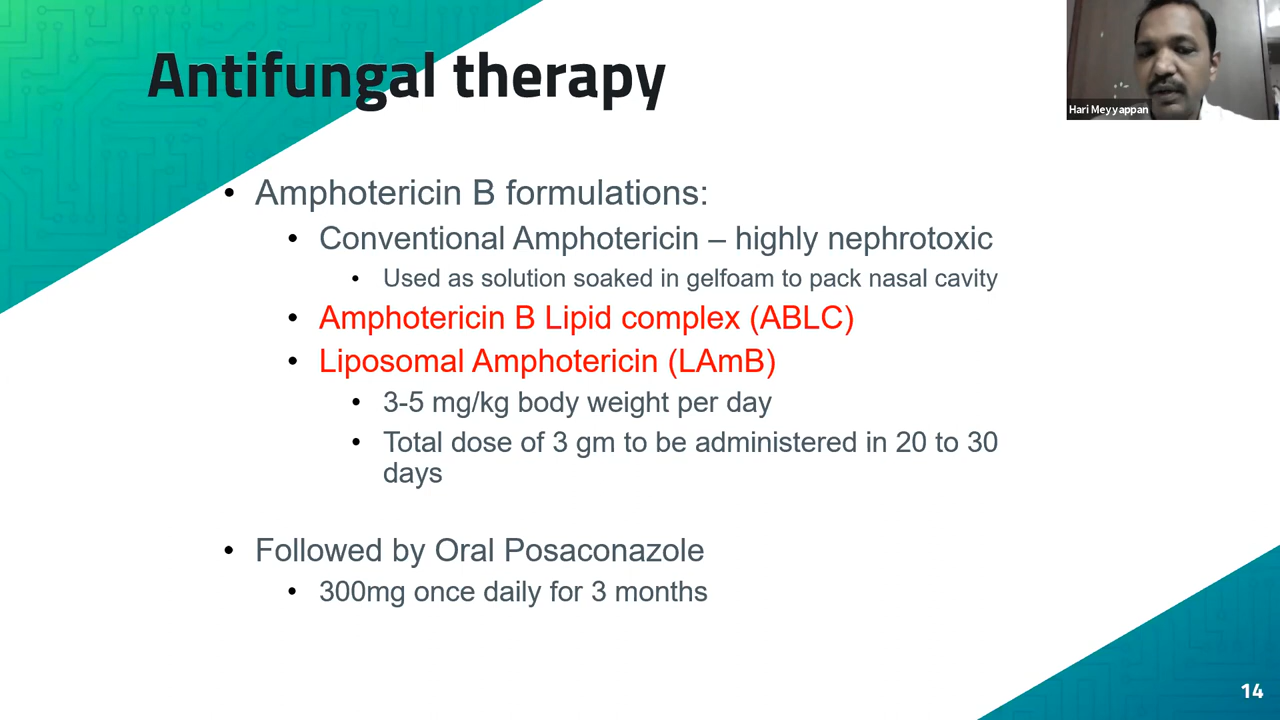 Antifungal therapy
Hari Meyyappan
• Amphotericin B formulations:
• Conventional Amphotericin – highly nephrotoxic
• Used as solution soaked in gelfoam to pack nasal cavity
• Amphotericin B Lipid complex (ABLC)
• Liposomal Amphotericin (LAmB)
• 3-5 mg/kg body weight per day
• Total dose of 3 gm to be administered in 20 to 30
days
• Followed by Oral Posaconazole
• 300mg once daily for 3 months
14